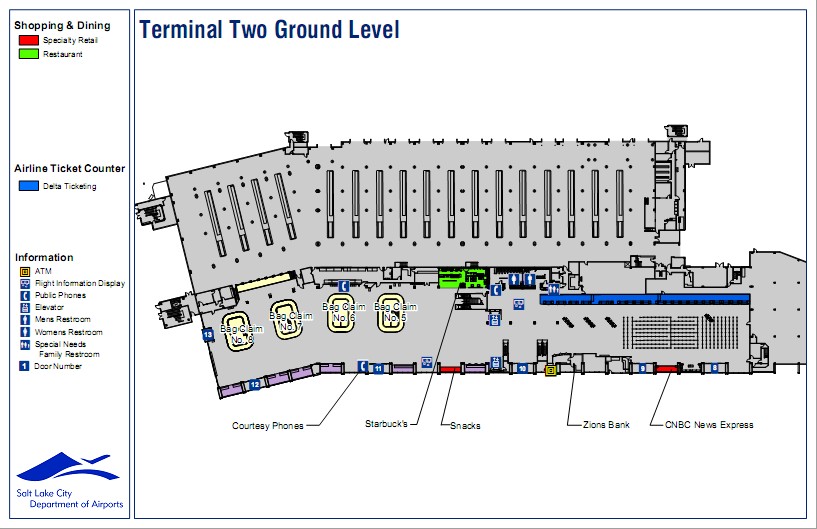 Shopping & Dining
Specialty Retail
Restaurant
Airline Ticket Counter
Delta Ticketing
Information
ATM
Flight Information Display
Public Phones
Elevator
Mens Restroom
Womens Restroom
Special Needs
Family Restroom
1 Door Number
Salt Lake City
Department of Airports
Terminal Two Ground Level
Bag Claim
No. 8
Bag Claim
No. 7
Bag Claim
No. 6
Bag Claim
No. 5
13
12
11
10
9
8
Courtesy Phones
Starbuck's
Snacks
Zions Bank
CNBC News Express